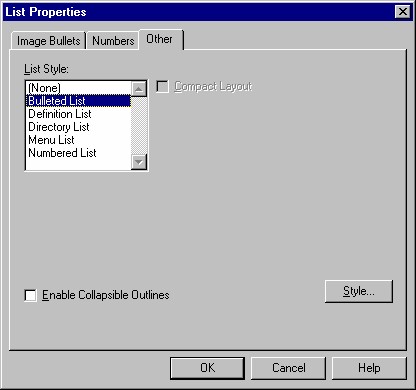 List Properties
Image Bullets Numbers Other
List Style:
(None)
Bulleted List
Definition List
Directory List
Menu List
Numbered List
Compact Layout
Enable Collapsible Outlines
Style...
OK Cancel Help